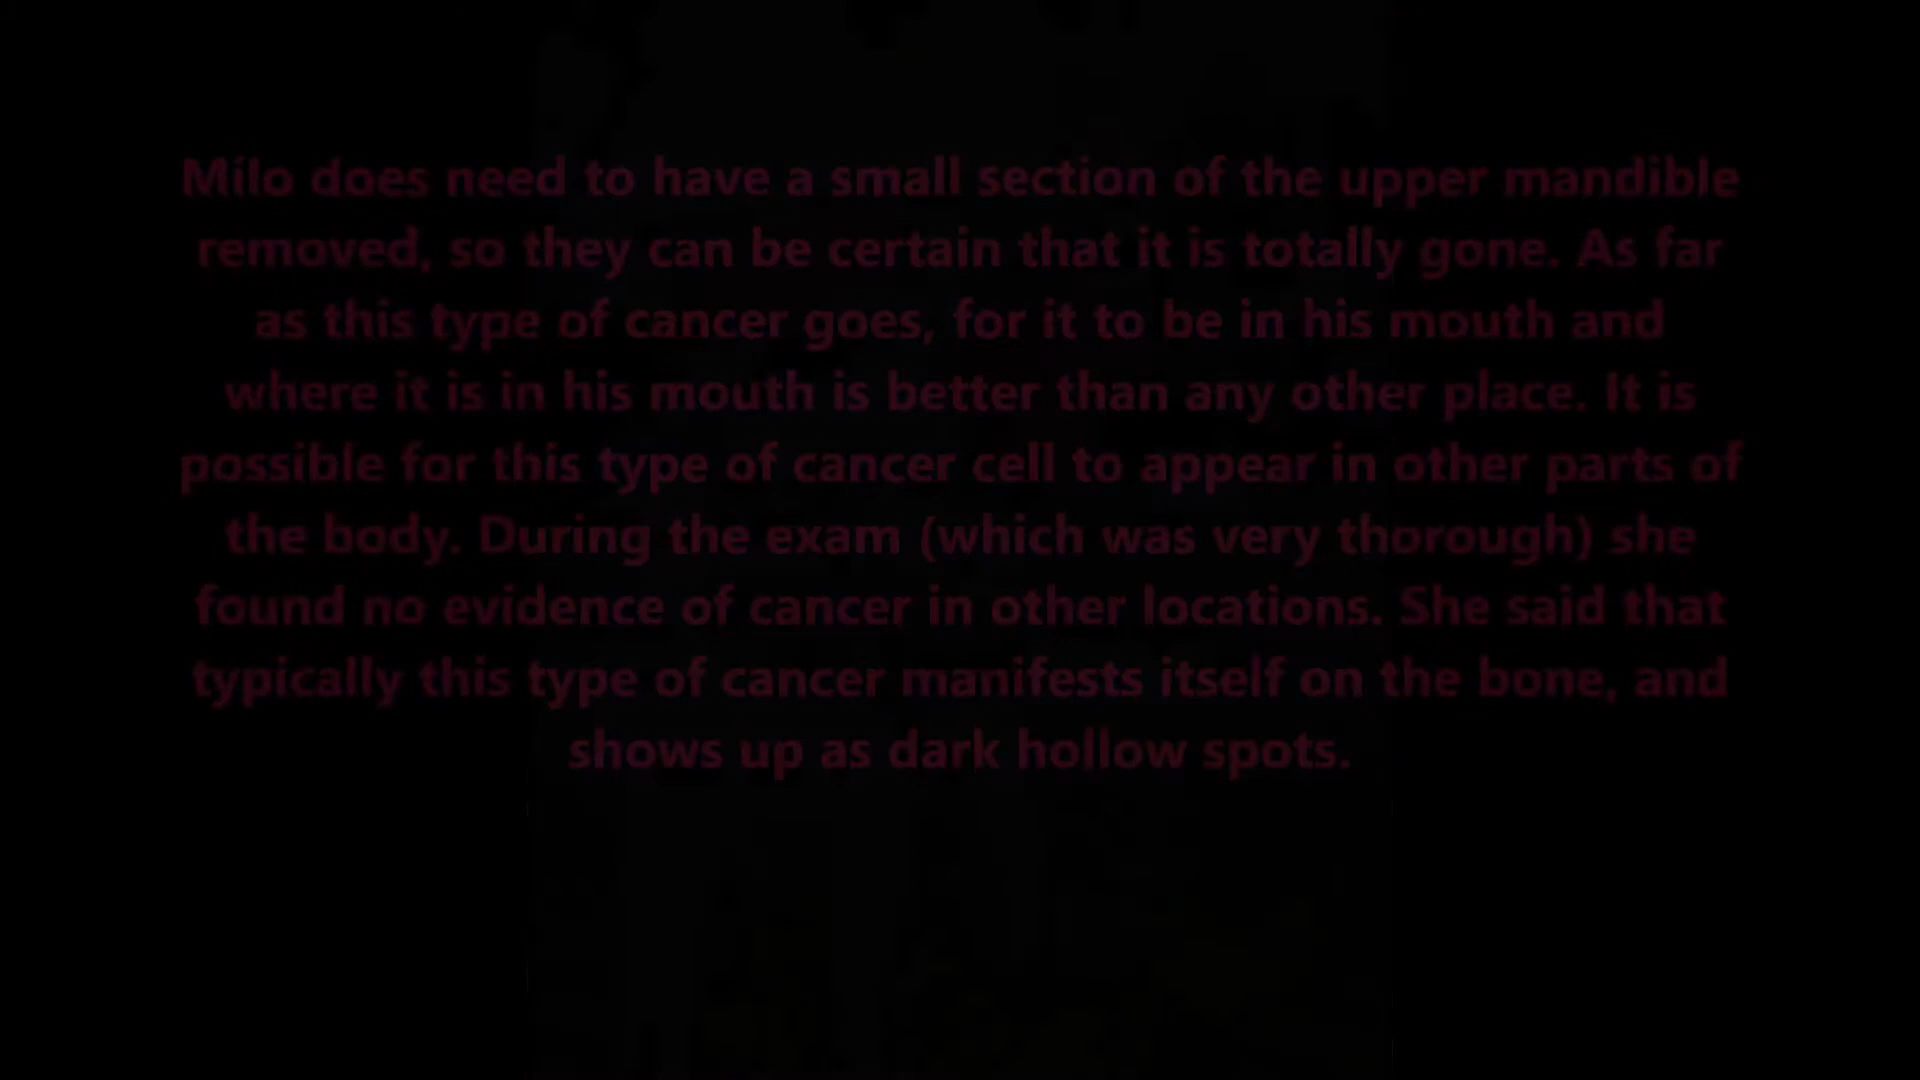 Milo does need to have a small section of the upper mandible
removed, so they can be certain that it is totally gone. As far
as this type of cancer goes, for it to be in his mouth and
where it is in his mouth is better than any other place. It is
possible for this type of cancer cell to appear in other parts of
the body. During the exam (which was very thorough) she
found no evidence of cancer in other locations. She said that
typically this type of cancer manifests itself on the bone, and
shows up as dark hollow spots.